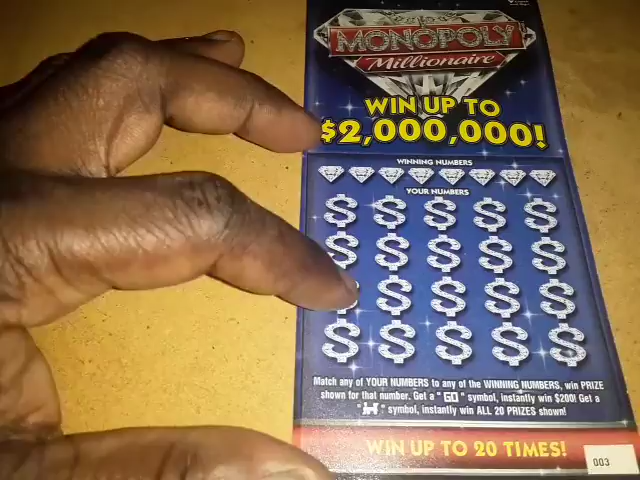 MONOPOLY
Millionaire
WIN UP TO
$2,000,000!
WINNING NUMBERS
YOUR NUMBERS
$ $ $ $ $
$ $ $ $ $
$ $ $ $ $
$ $ $ $ $
Match any of YOUR NUMBERS to any of the WINNING NUMBERS, win PRIZE
shown for that number. Get a "GO" symbol, instantly win $200! Get a
" " symbol, instantly win ALL 20 PRIZES shown!
WIN UP TO 20 TIMES!
003